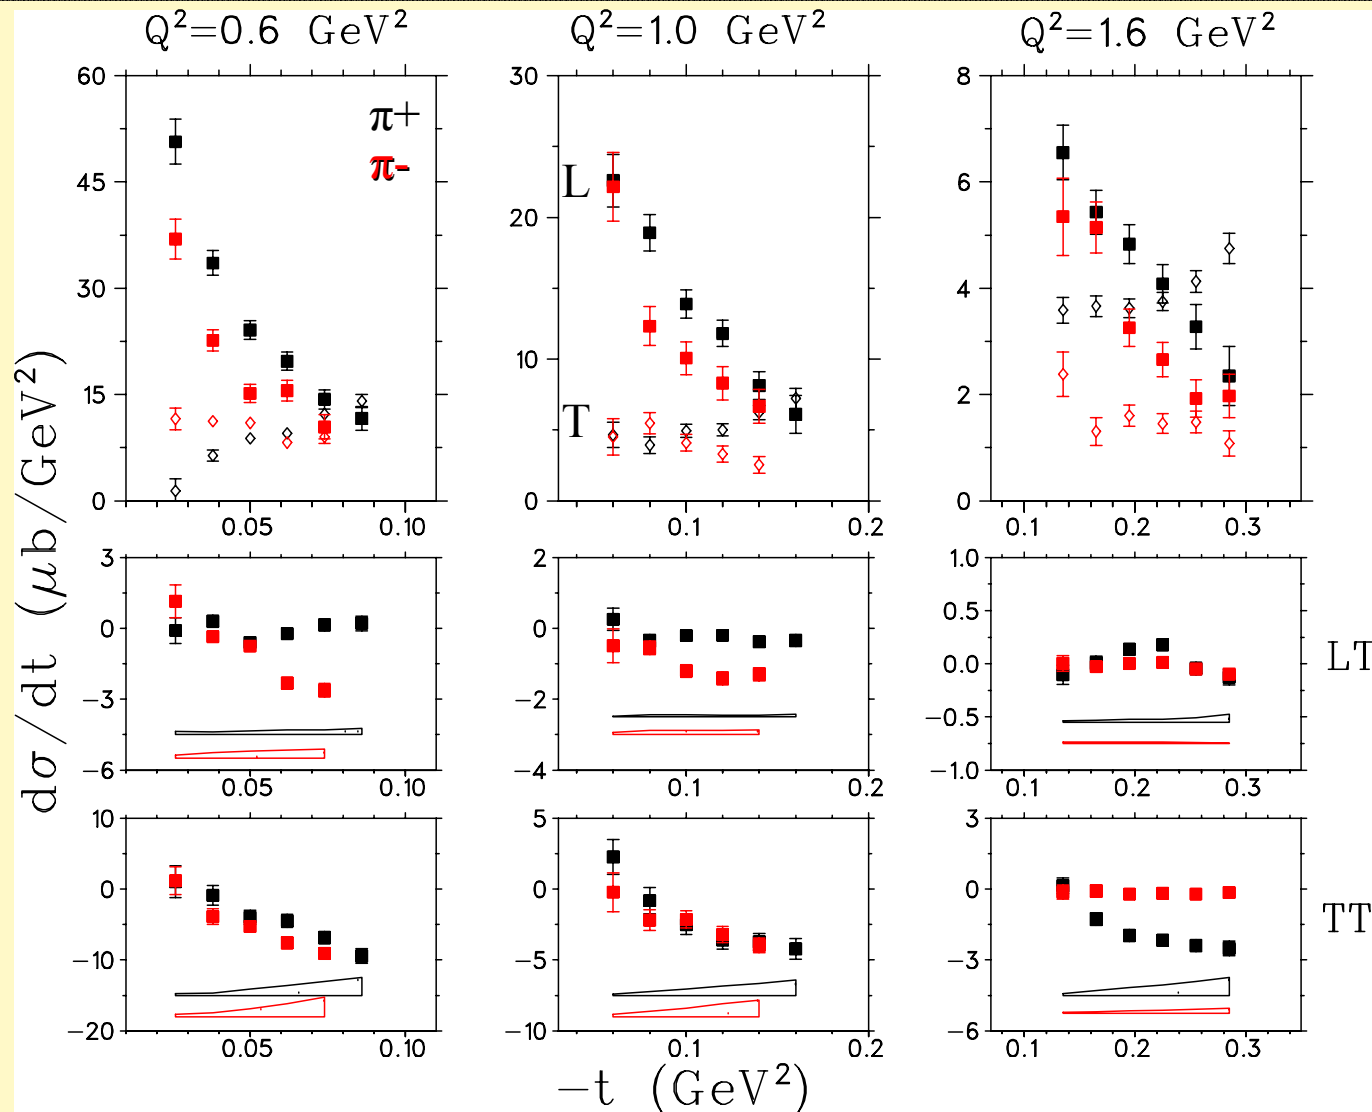 Q²=0.6 GeV² Q²=1.0 GeV² Q²=1.6 GeV²
60 30 8
π+
π-
45 6
L
20
30 4
10
15 2
T
0 0 0
0.05 0.10 0.1 0.2 0.1 0.2 0.3
dσ/dt (μb/GeV²)
3 2 1.0
0.5
0 0 0.0 LT
−3 −2 −0.5
−6 −4 −1.0
0.05 0.10 0.1 0.2 0.1 0.2 0.3
10 5 3
0 0 0
TT
−10 −5 −3
−20 −10 −6
0.05 0.10 0.1 0.2 0.1 0.2 0.3
−t (GeV²)